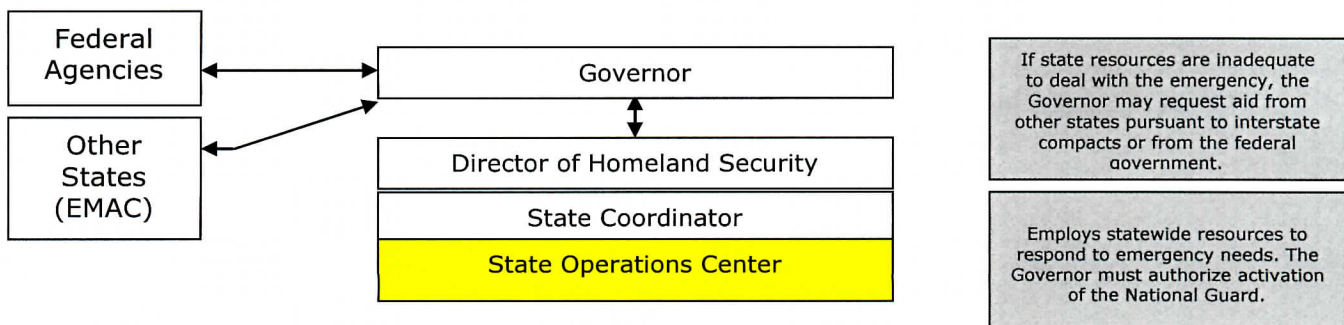 Federal
Agencies
Other
States
(EMAC)
Governor
Director of Homeland Security
State Coordinator
State Operations Center
If state resources are inadequate
to deal with the emergency, the
Governor may request aid from
other states pursuant to interstate
compacts or from the federal
government.
Employs statewide resources to
respond to emergency needs. The
Governor must authorize activation
of the National Guard.